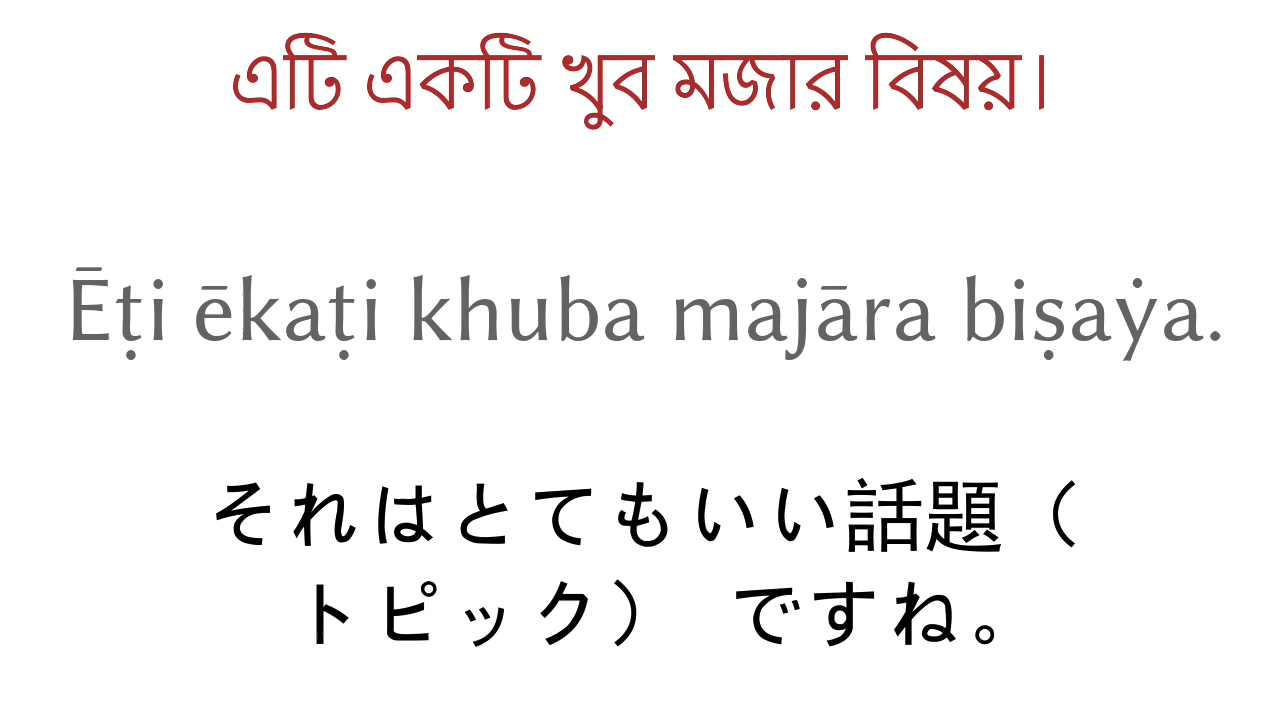 এটি একটি খুব মজার বিষয়।
Ēṭi ēkaṭi khuba majāra biṣaẏa.
それはとてもいい話題（
トピック） ですね。